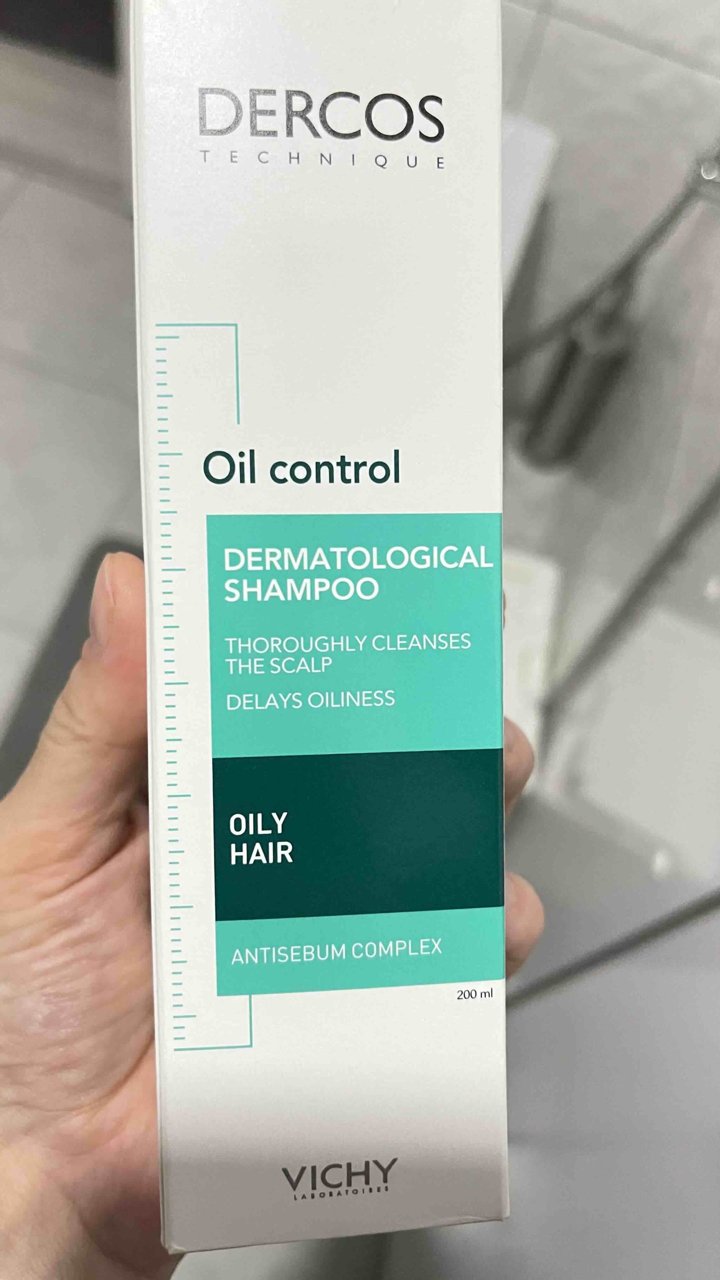 DERCOS
TECHNIQUE
Oil control
DERMATOLOGICAL
SHAMPOO
THOROUGHLY CLEANSES
THE SCALP
DELAYS OILINESS
OILY
HAIR
ANTISEBUM COMPLEX
200 ml
VICHY
LABORATOIRES